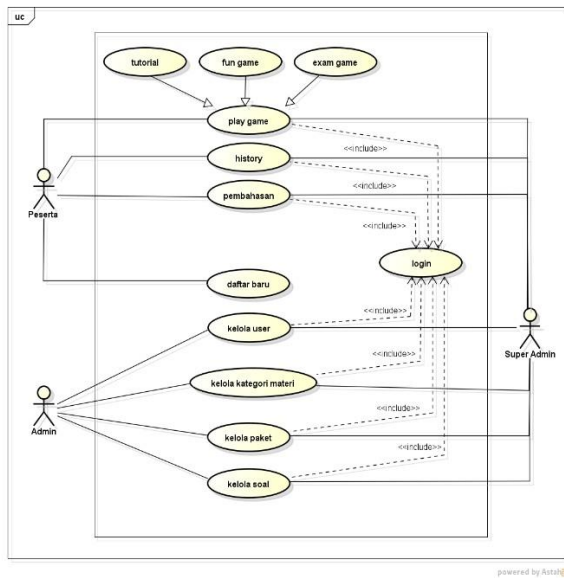 uc
tutorial
fun game
exam game
play game
<<include>>
history
pembahasan
<<include>>
Peserta
login
daftar baru
<<include>>
kelola user
Super Admin
<<include>>
kelola kategori materi
<<include>>
Admin
kelola paket
<<include>>
kelola soal
powered by Astah